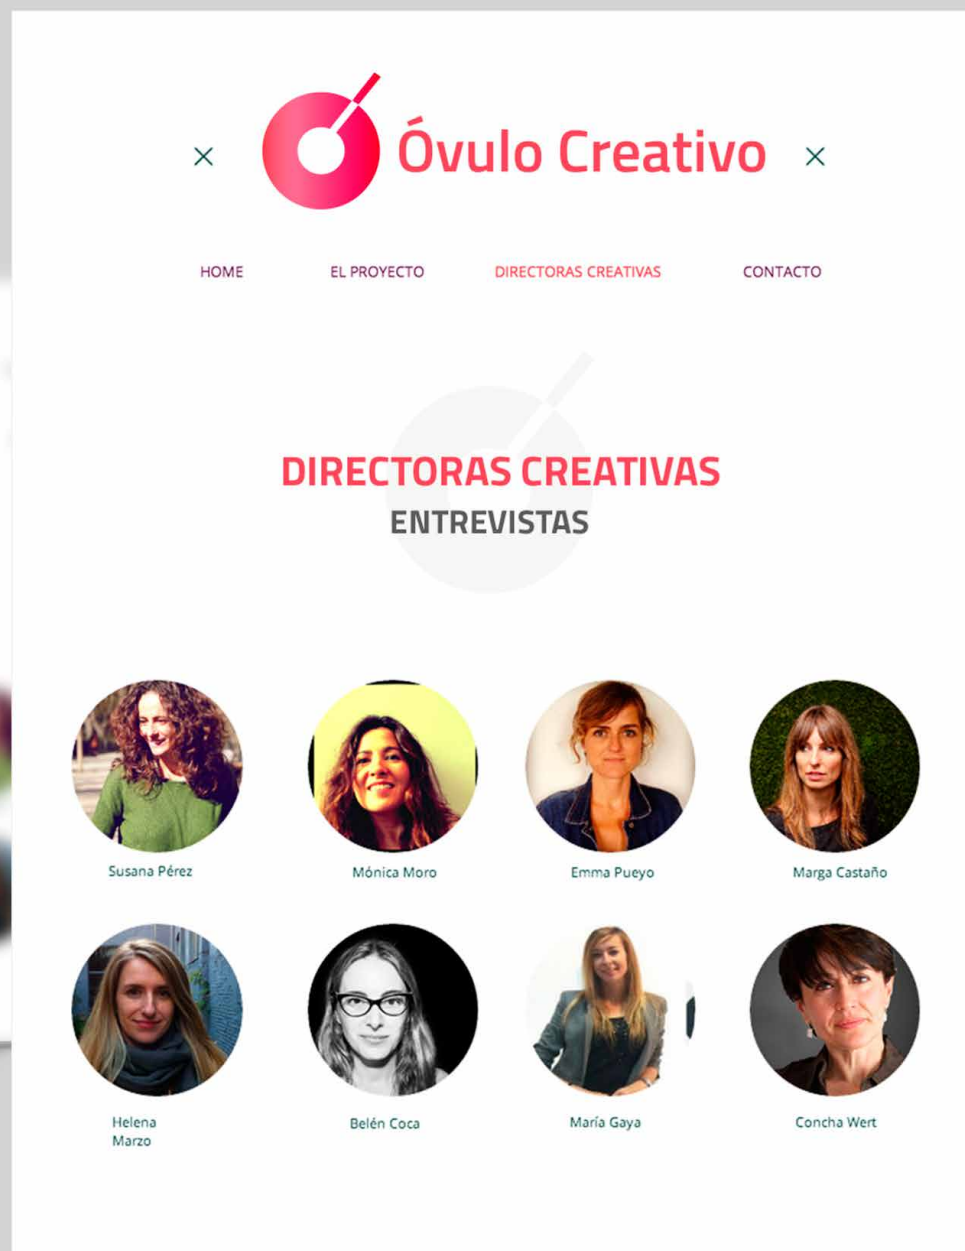 Óvulo Creativo
HOME EL PROYECTO DIRECTORAS CREATIVAS CONTACTO
DIRECTORAS CREATIVAS
ENTREVISTAS
Susana Pérez Mónica Moro Emma Pueyo Marga Castaño
Helena Belén Coca María Gaya Concha Wert
Marzo